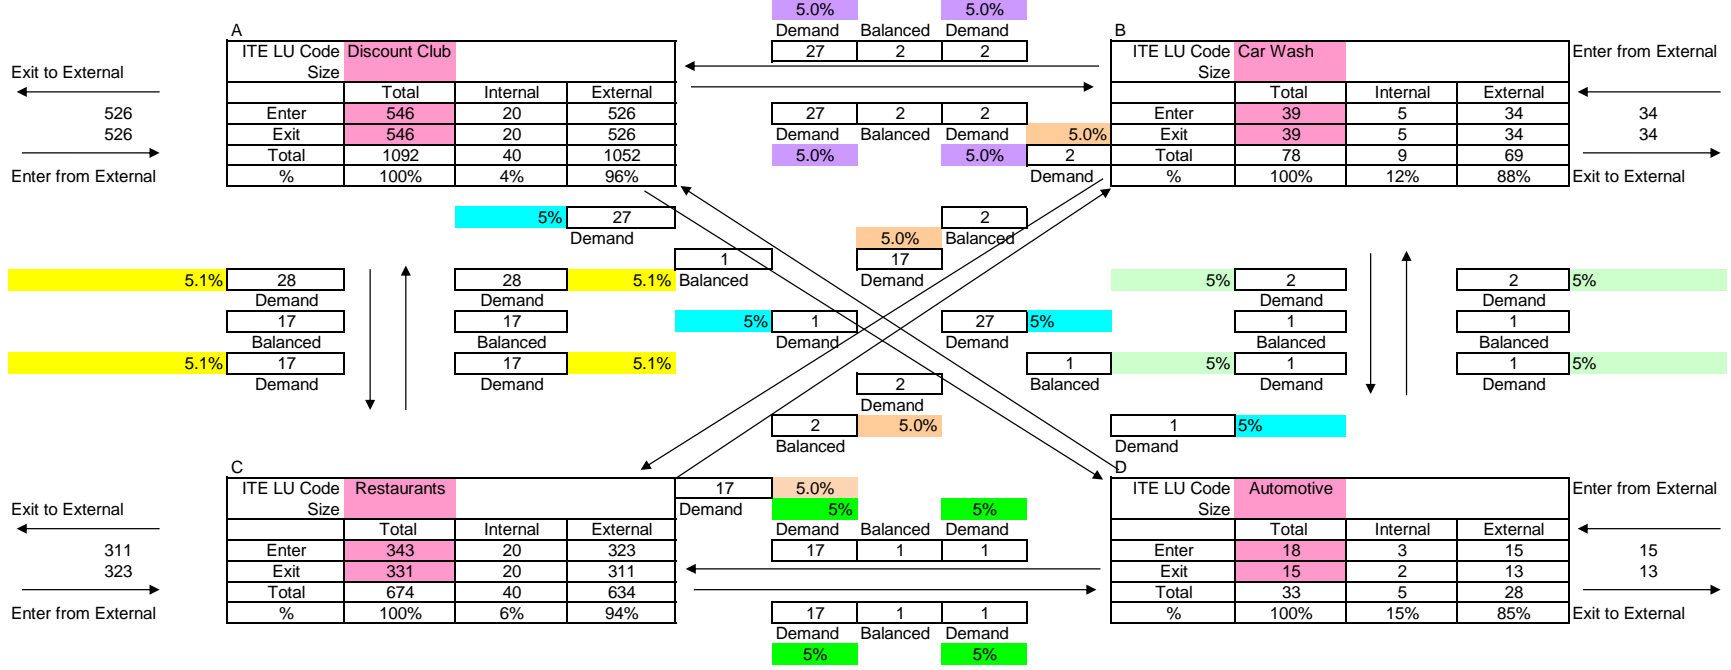 5.0% 5.0%
A Demand Balanced Demand B
ITE LU Code Discount Club 27 2 2 ITE LU Code Car Wash Enter from External
Exit to External Size Size
Total Internal External Total Internal External
526 Enter 546 20 526 27 2 2 Enter 39 5 34 34
526 Exit 546 20 526 Demand Balanced Demand 5.0% Exit 39 5 34 34
Total 1092 40 1052 5.0% 5.0% 2 Total 78 9 69
Enter from External % 100% 4% 96% Demand % 100% 12% 88% Exit to External
5% 27 2
Demand 5.0% Balanced
1 17
5.1% 28 28 5.1% Balanced Demand 5% 2 2 5%
Demand Demand Demand Demand
17 17 5% 1 27 5% 1 1
Balanced Balanced Demand Demand Balanced Balanced
5.1% 17 17 5.1% 1 5% 1 1 5%
Demand Demand 2 Balanced Demand Demand
Demand
2 5.0% 1 5%
Balanced Demand
C D
ITE LU Code Restaurants 17 5.0% ITE LU Code Automotive Enter from External
Exit to External Size Demand 5% 5% Size
Total Internal External Demand Balanced Demand Total Internal External
311 Enter 343 20 323 17 1 1 Enter 18 3 15 15
323 Exit 331 20 311 Exit 15 2 13 13
Total 674 40 634 Total 33 5 28
Enter from External % 100% 6% 94% 17 1 1 % 100% 15% 85% Exit to External
Demand Balanced Demand
5% 5%